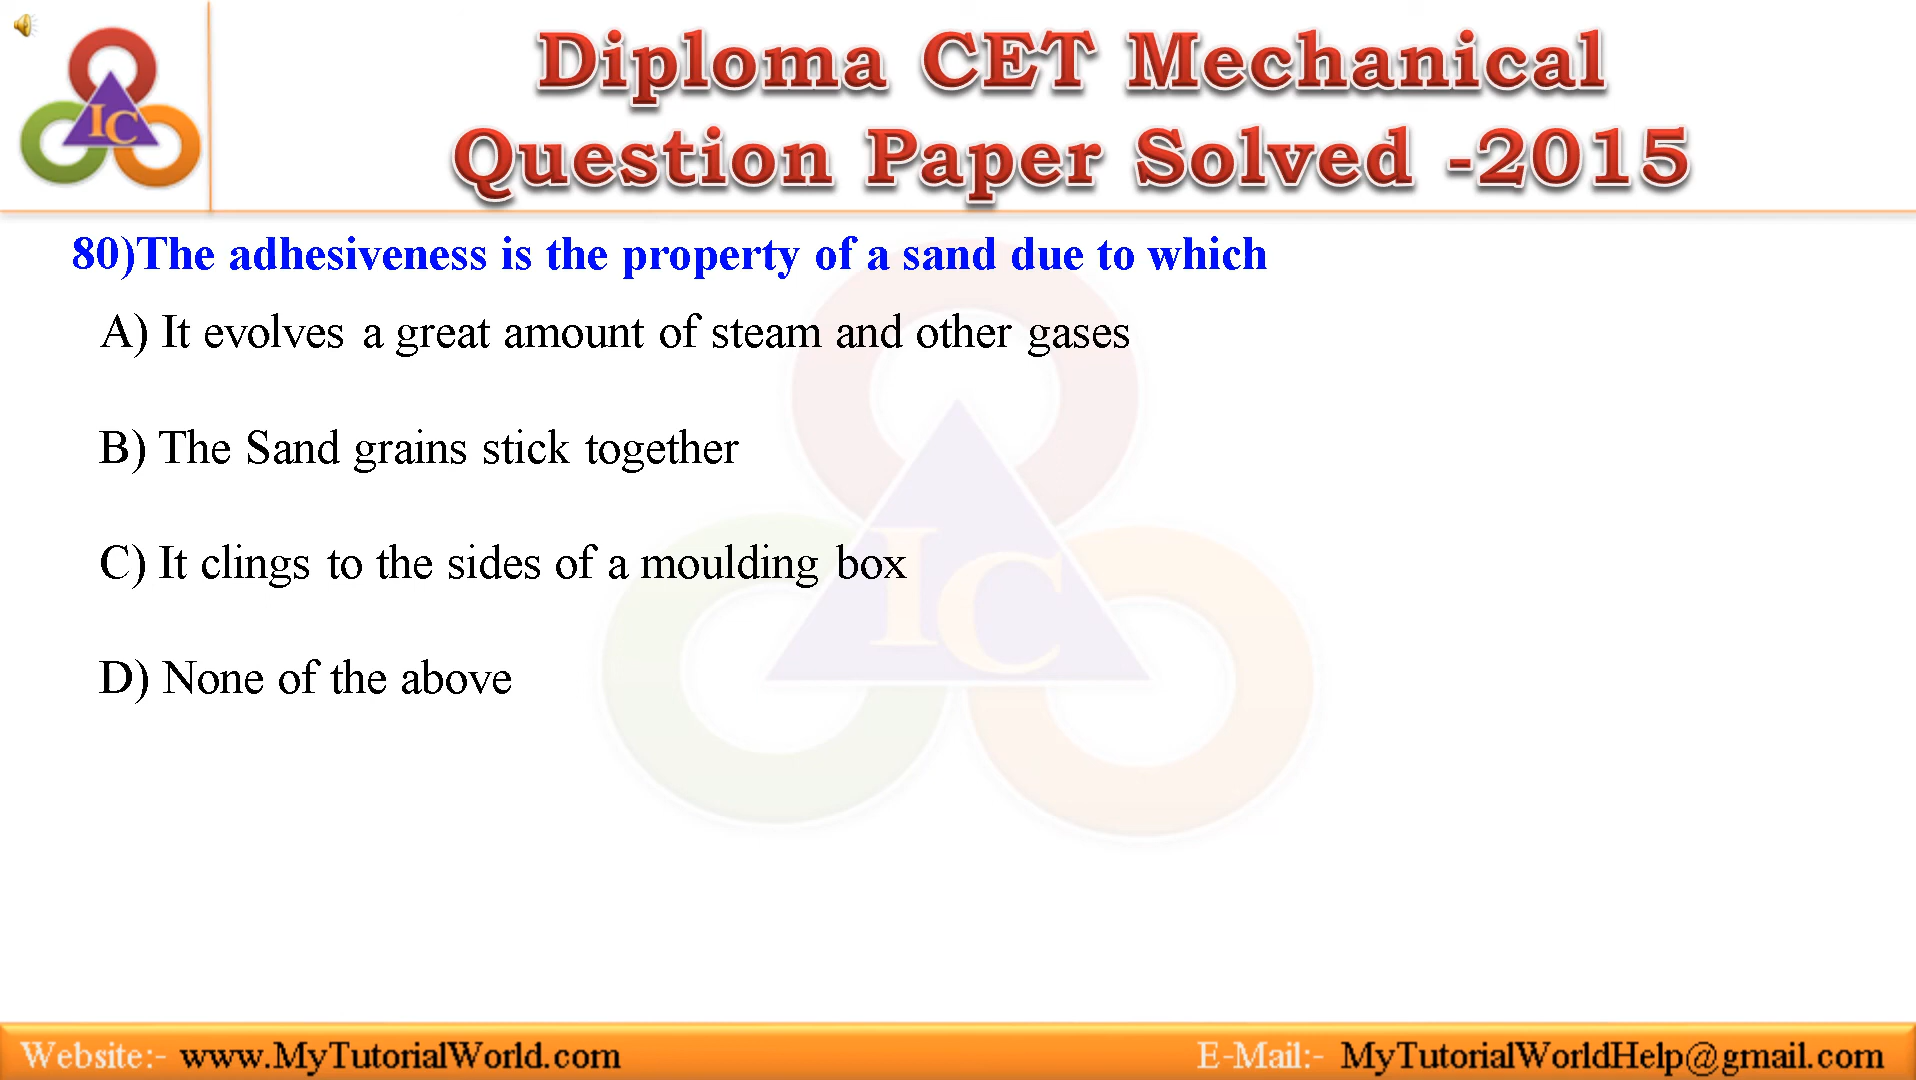 Diploma CET Mechanical
Question Paper Solved -2015
IC
80)The adhesiveness is the property of a sand due to which
A) It evolves a great amount of steam and other gases
B) The Sand grains stick together
C) It clings to the sides of a moulding box
D) None of the above
IC
Website:- www.MyTutorialWorld.com
E-Mail:- MyTutorialWorldHelp@gmail.com